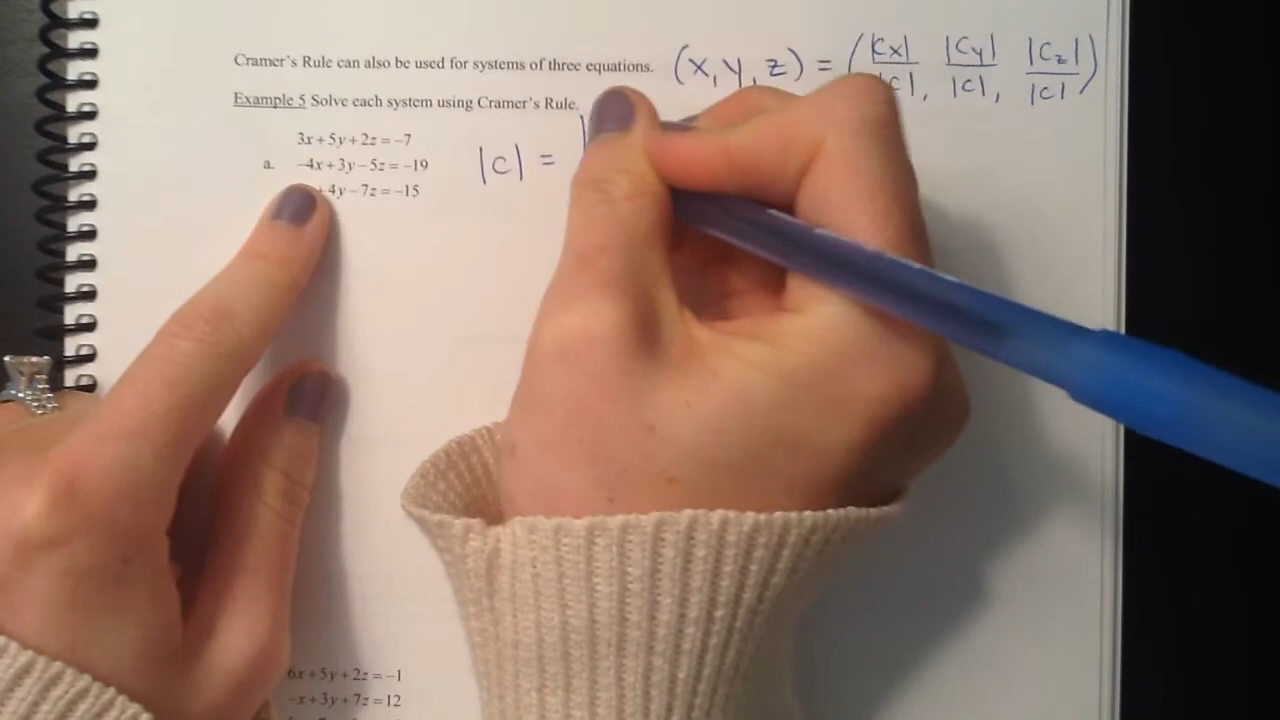 Cramer's Rule can also be used for systems of three equations. (x, y, z) = (|Cx|/|C|, |Cy|/|C|, |Cz|/|C|)
Example 5 Solve each system using Cramer's Rule.
3x + 5y + 2z = -7
a. -4x + 3y - 5z = -19 |C| =
+ 4y - 7z = -15
6x + 5y + 2z = -1
-x + 3y + 7z = 12